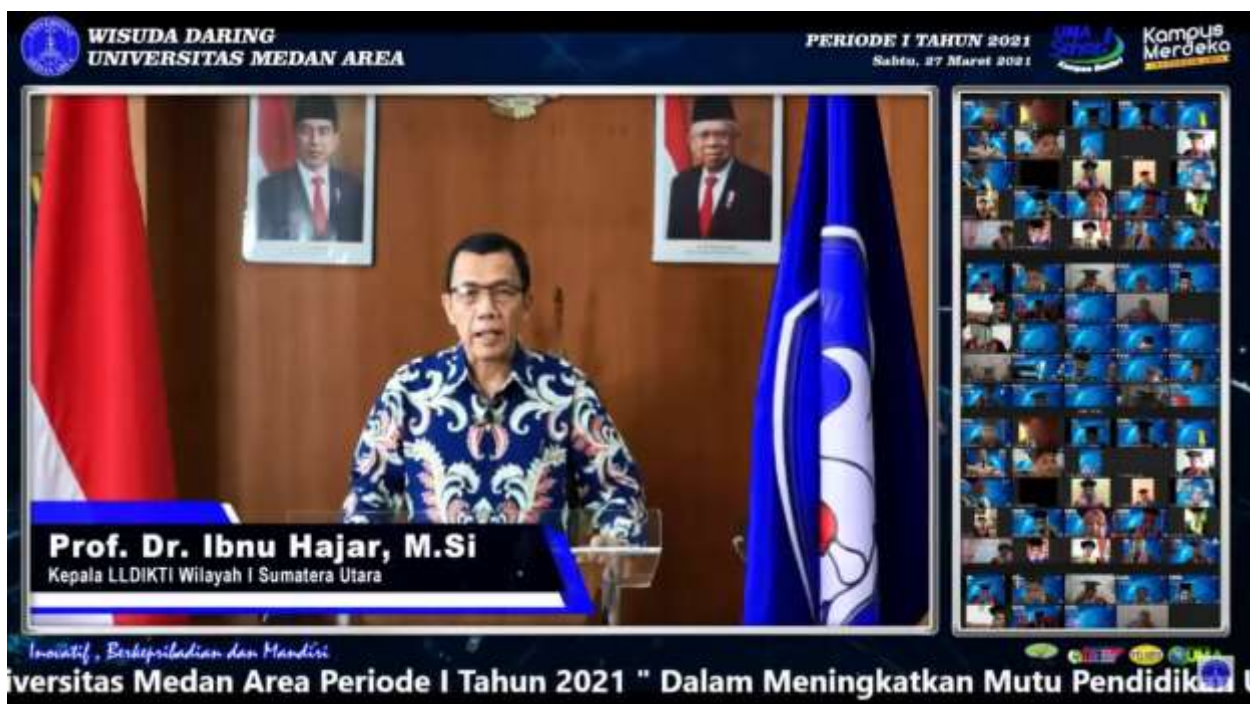 WISUDA DARING
UNIVERSITAS MEDAN AREA
PERIODE I TAHUN 2021
Sabtu, 27 Maret 2021
Kampus
Merdeka
Prof. Dr. Ibnu Hajar, M.Si
Kepala LLDIKTI Wilayah I Sumatera Utara
Inovatif, Berkepribadian dan Mandiri
iversitas Medan Area Periode I Tahun 2021 " Dalam Meningkatkan Mutu Pendidikan U